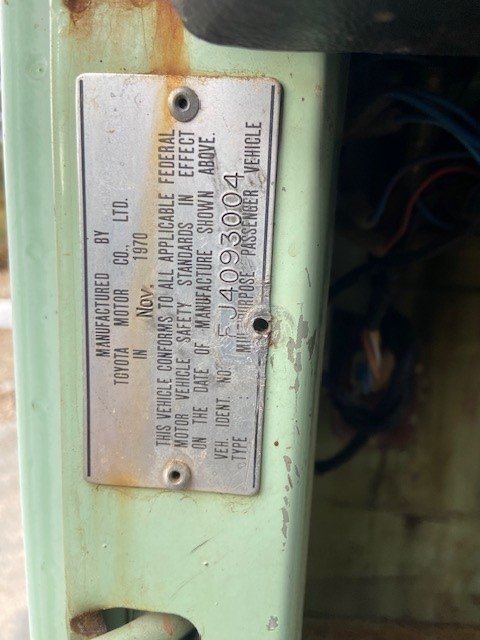 MANUFACTURED BY
TOYOTA MOTOR CO., LTD.
IN Nov. 1970
THIS VEHICLE CONFORMS TO ALL APPLICABLE FEDERAL
MOTOR VEHICLE SAFETY STANDARDS IN EFFECT
ON THE DATE OF MANUFACTURE SHOWN ABOVE.
VEH. IDENT. NO. FJ4093004
TYPE : PASSENGER VEHICLE